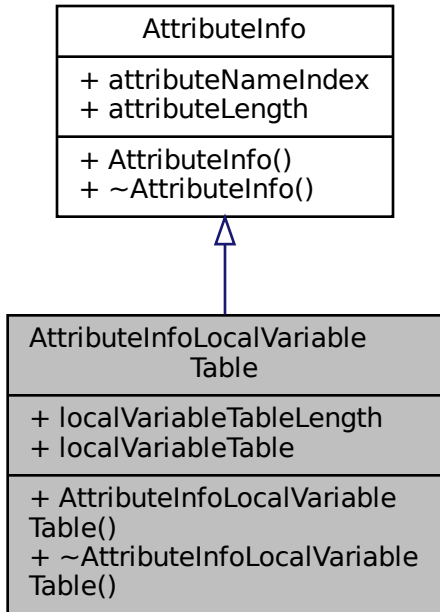 AttributeInfo
+ attributeNameIndex
+ attributeLength
+ AttributeInfo()
+ ~AttributeInfo()
AttributeInfoLocalVariable
Table
+ localVariableTableLength
+ localVariableTable
+ AttributeInfoLocalVariable
Table()
+ ~AttributeInfoLocalVariable
Table()